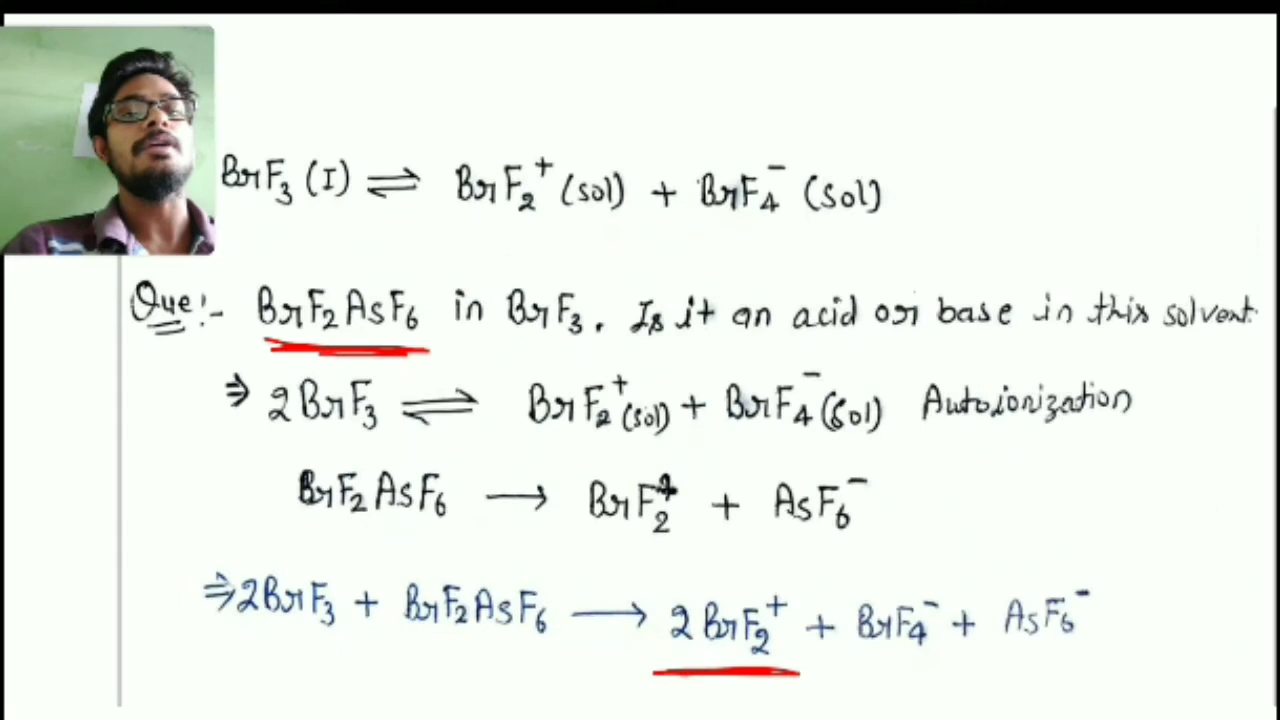 BrF₃ (I) ⇌ BrF₂⁺ (sol) + BrF₄⁻ (sol)
Que:- BrF₂AsF₆ in BrF₃. Is it an acid or base in this solvent.
⇒ 2BrF₃ ⇌ BrF₂⁺(sol) + BrF₄⁻(sol) Autoionization
BrF₂AsF₆ → BrF₂⁺ + AsF₆⁻
⇒ 2BrF₃ + BrF₂AsF₆ → 2BrF₂⁺ + BrF₄⁻ + AsF₆⁻